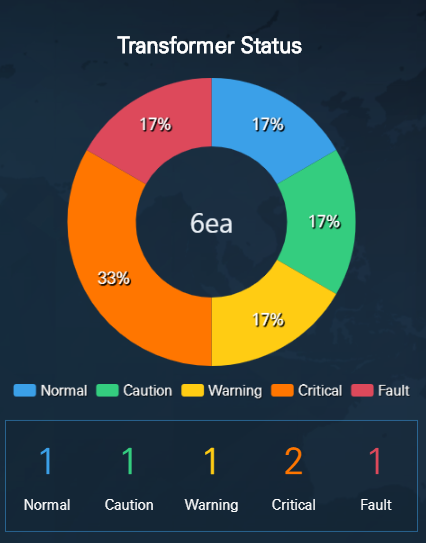 Transformer Status
17% 17%
17%
6ea
33%
17%
Normal Caution Warning Critical Fault
1 1 1 2 1
Normal Caution Warning Critical Fault